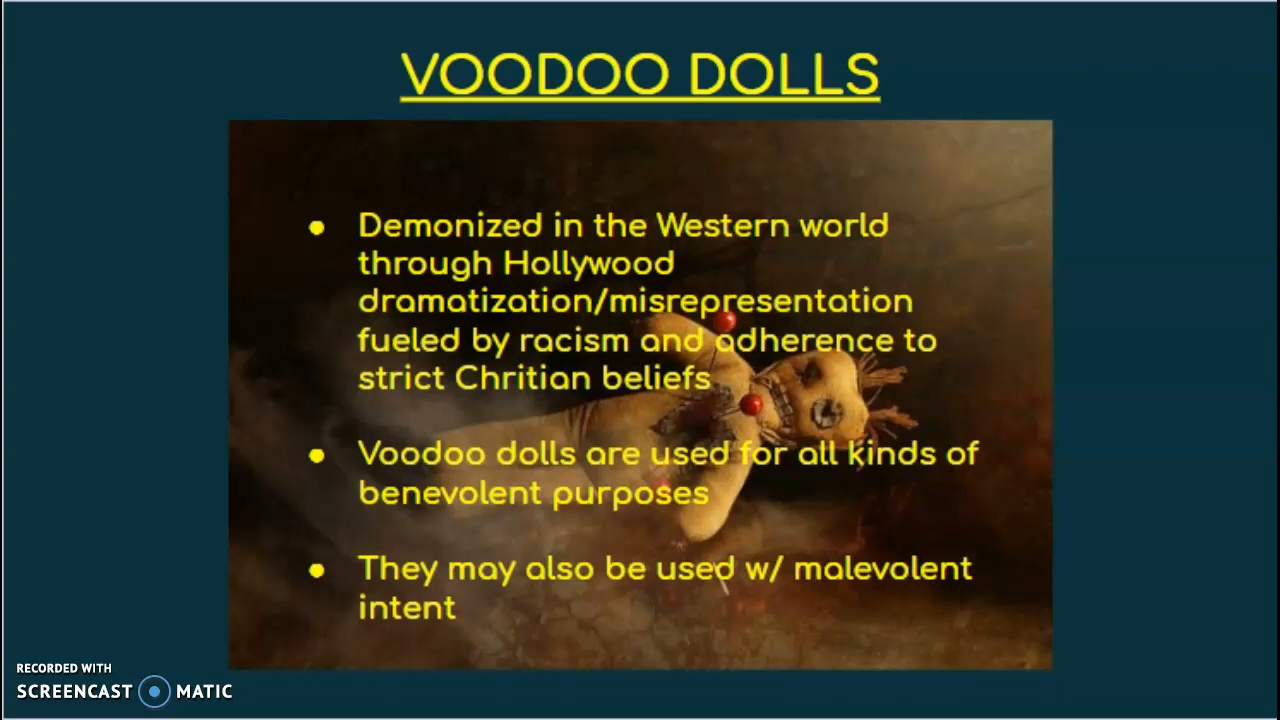 VOODOO DOLLS
● Demonized in the Western world
through Hollywood
dramatization/misrepresentation
fueled by racism and adherence to
strict Chritian beliefs
● Voodoo dolls are used for all kinds of
benevolent purposes
● They may also be used w/ malevolent
intent
RECORDED WITH
SCREENCAST MATIC